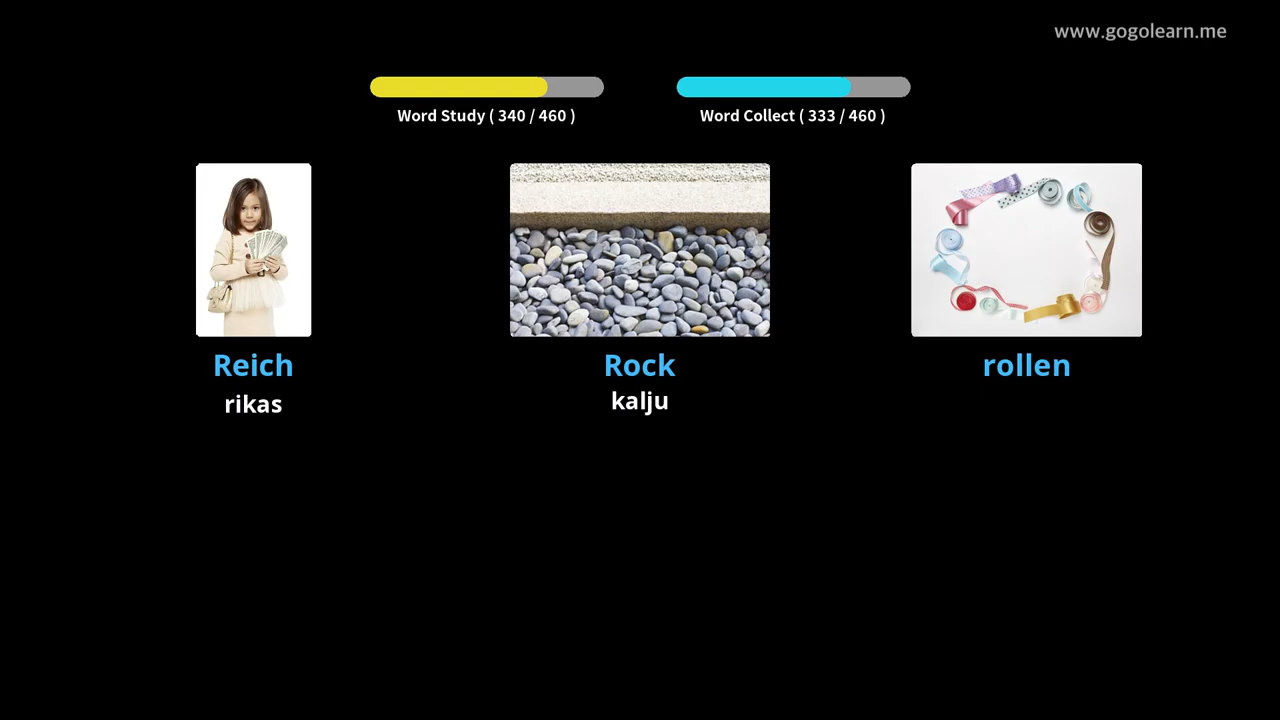 www.gogolearn.me
Word Study ( 340 / 460 )
Word Collect ( 333 / 460 )
Reich
Rock
rollen
rikas
kalju